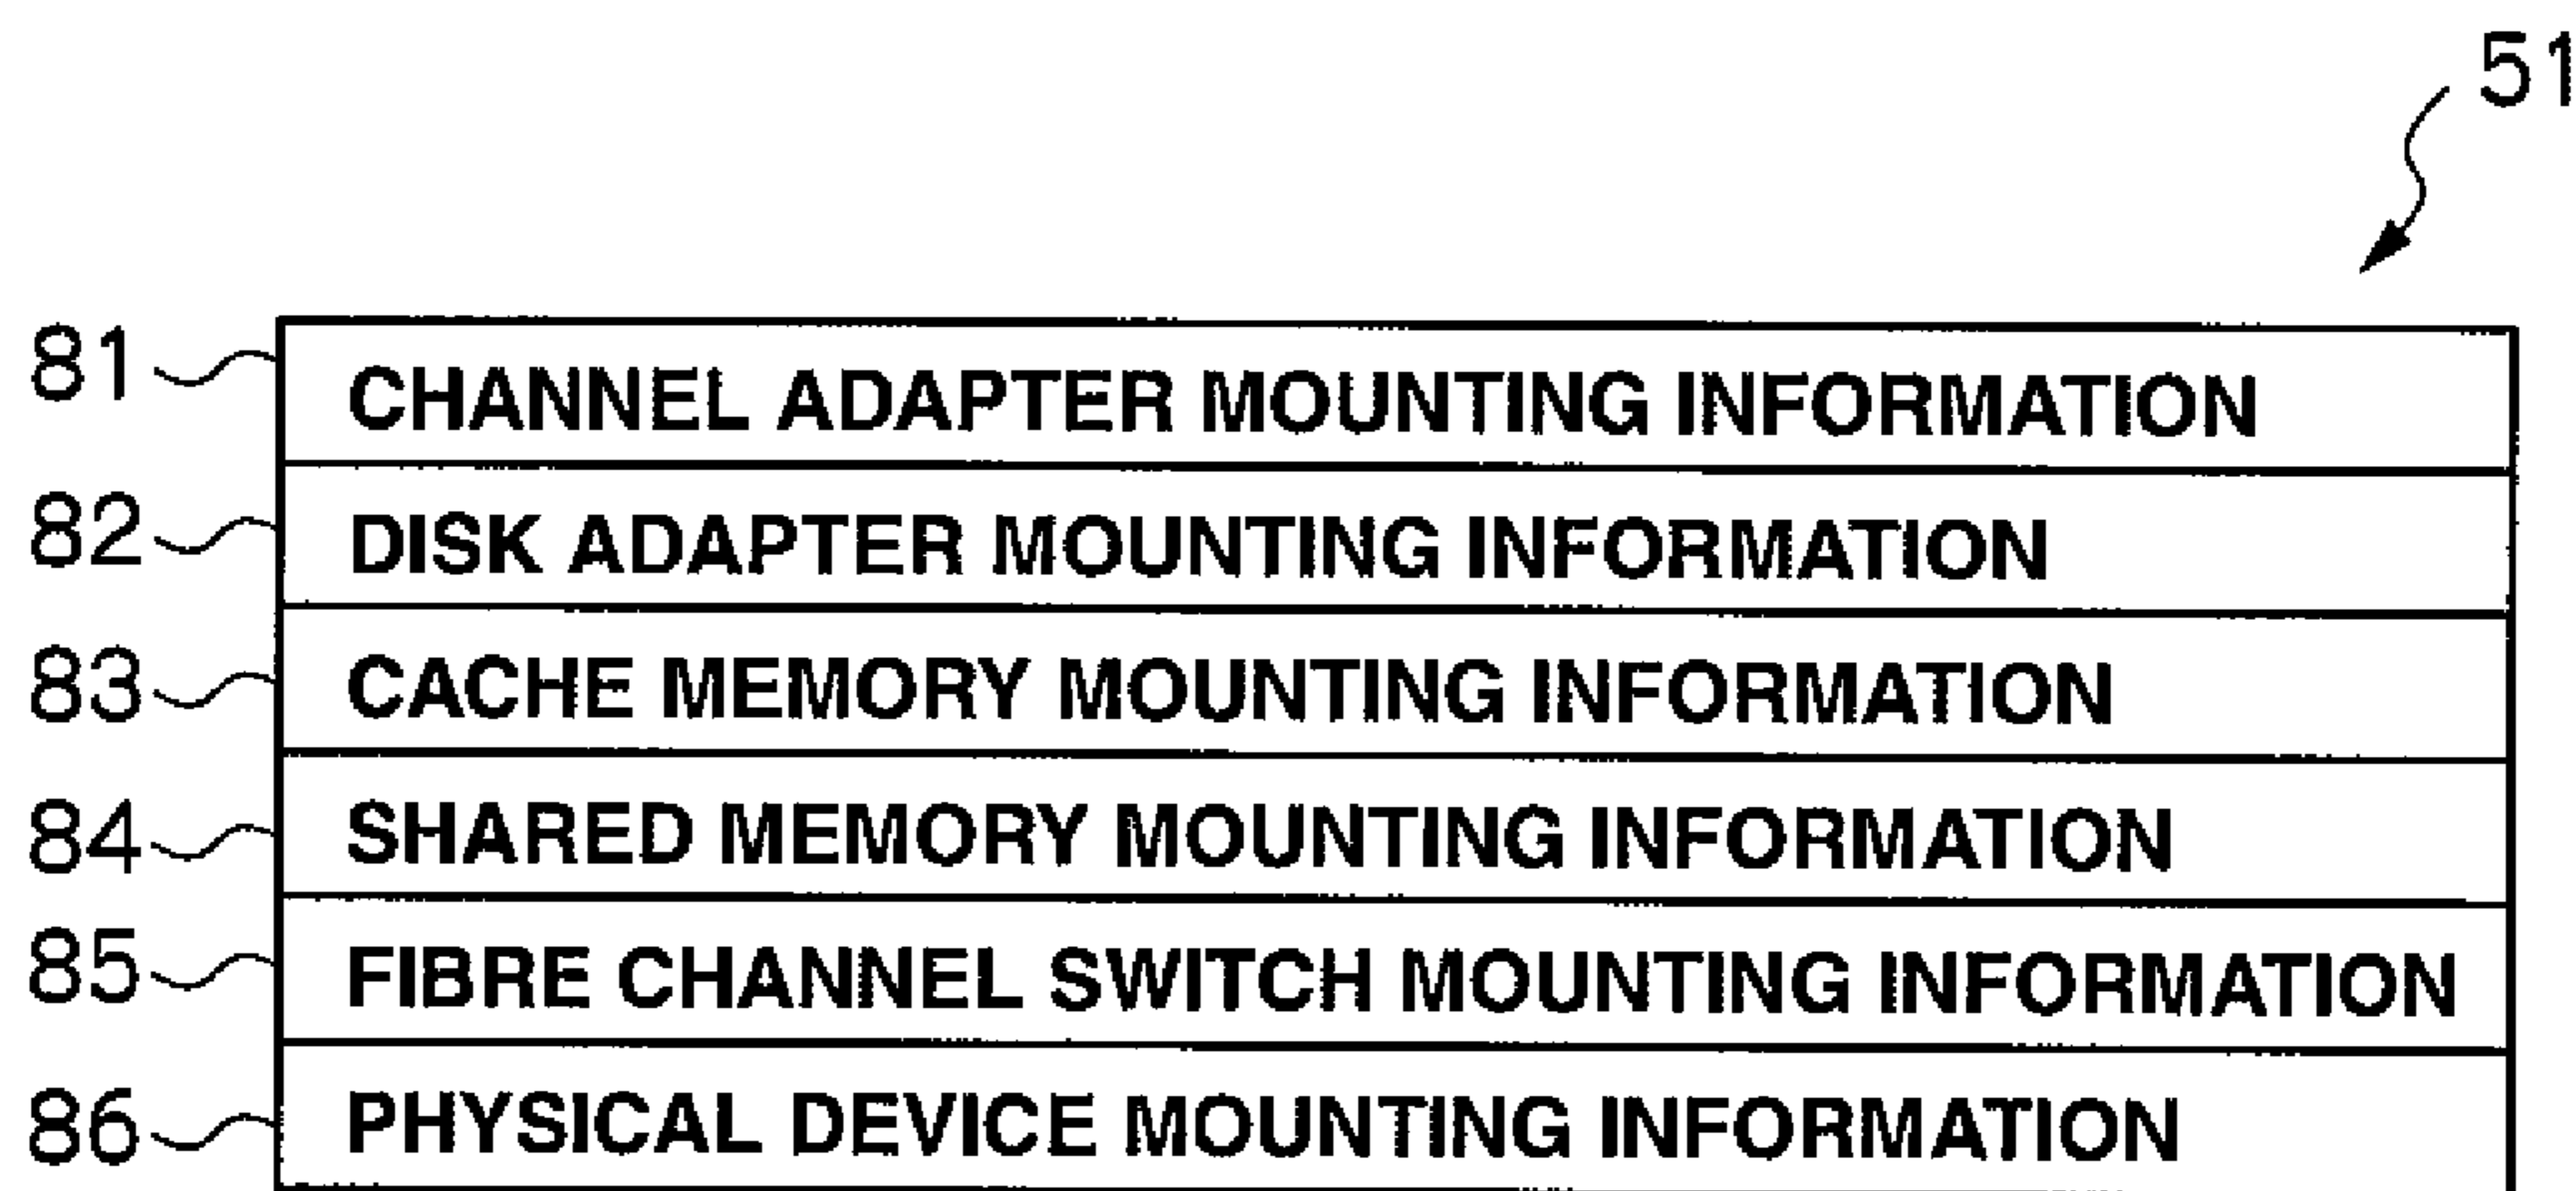 51
81 CHANNEL ADAPTER MOUNTING INFORMATION
82 DISK ADAPTER MOUNTING INFORMATION
83 CACHE MEMORY MOUNTING INFORMATION
84 SHARED MEMORY MOUNTING INFORMATION
85 FIBRE CHANNEL SWITCH MOUNTING INFORMATION
86 PHYSICAL DEVICE MOUNTING INFORMATION